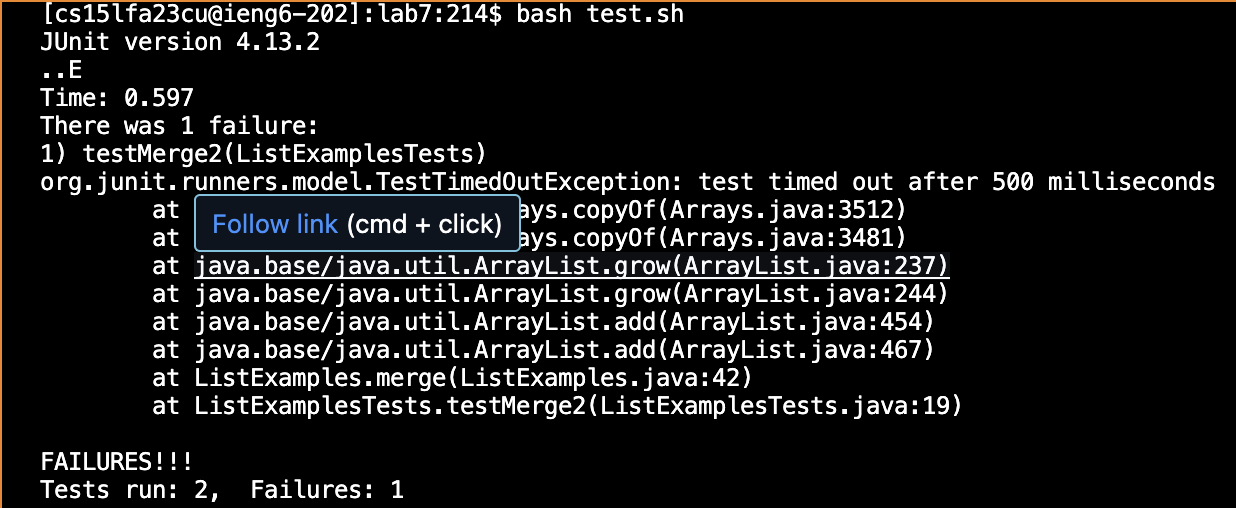 [cs15lfa23cu@ieng6-202]:lab7:214$ bash test.sh
JUnit version 4.13.2
..E
Time: 0.597
There was 1 failure:
1) testMerge2(ListExamplesTests)
org.junit.runners.model.TestTimedOutException: test timed out after 500 milliseconds
at ays.copyOf(Arrays.java:3512)
Follow link (cmd + click)
at ays.copyOf(Arrays.java:3481)
at java.base/java.util.ArrayList.grow(ArrayList.java:237)
at java.base/java.util.ArrayList.grow(ArrayList.java:244)
at java.base/java.util.ArrayList.add(ArrayList.java:454)
at java.base/java.util.ArrayList.add(ArrayList.java:467)
at ListExamples.merge(ListExamples.java:42)
at ListExamplesTests.testMerge2(ListExamplesTests.java:19)
FAILURES!!!
Tests run: 2,  Failures: 1